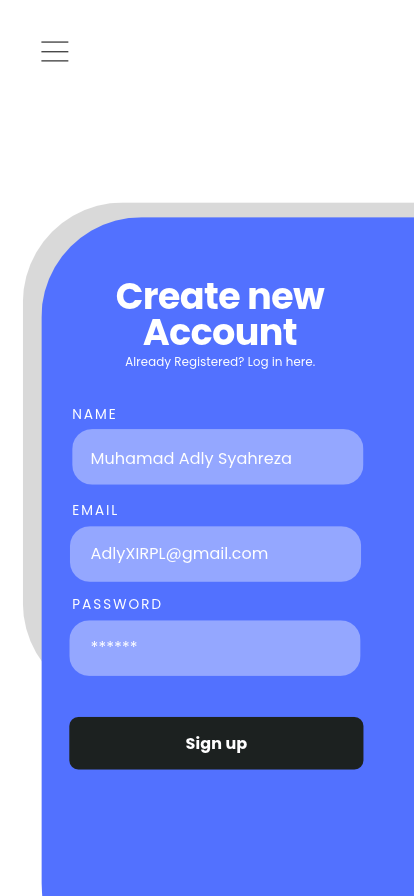 Create new
Account
Already Registered? Log in here.
NAME
Muhamad Adly Syahreza
EMAIL
AdlyXIRPL@gmail.com
PASSWORD
******
Sign up